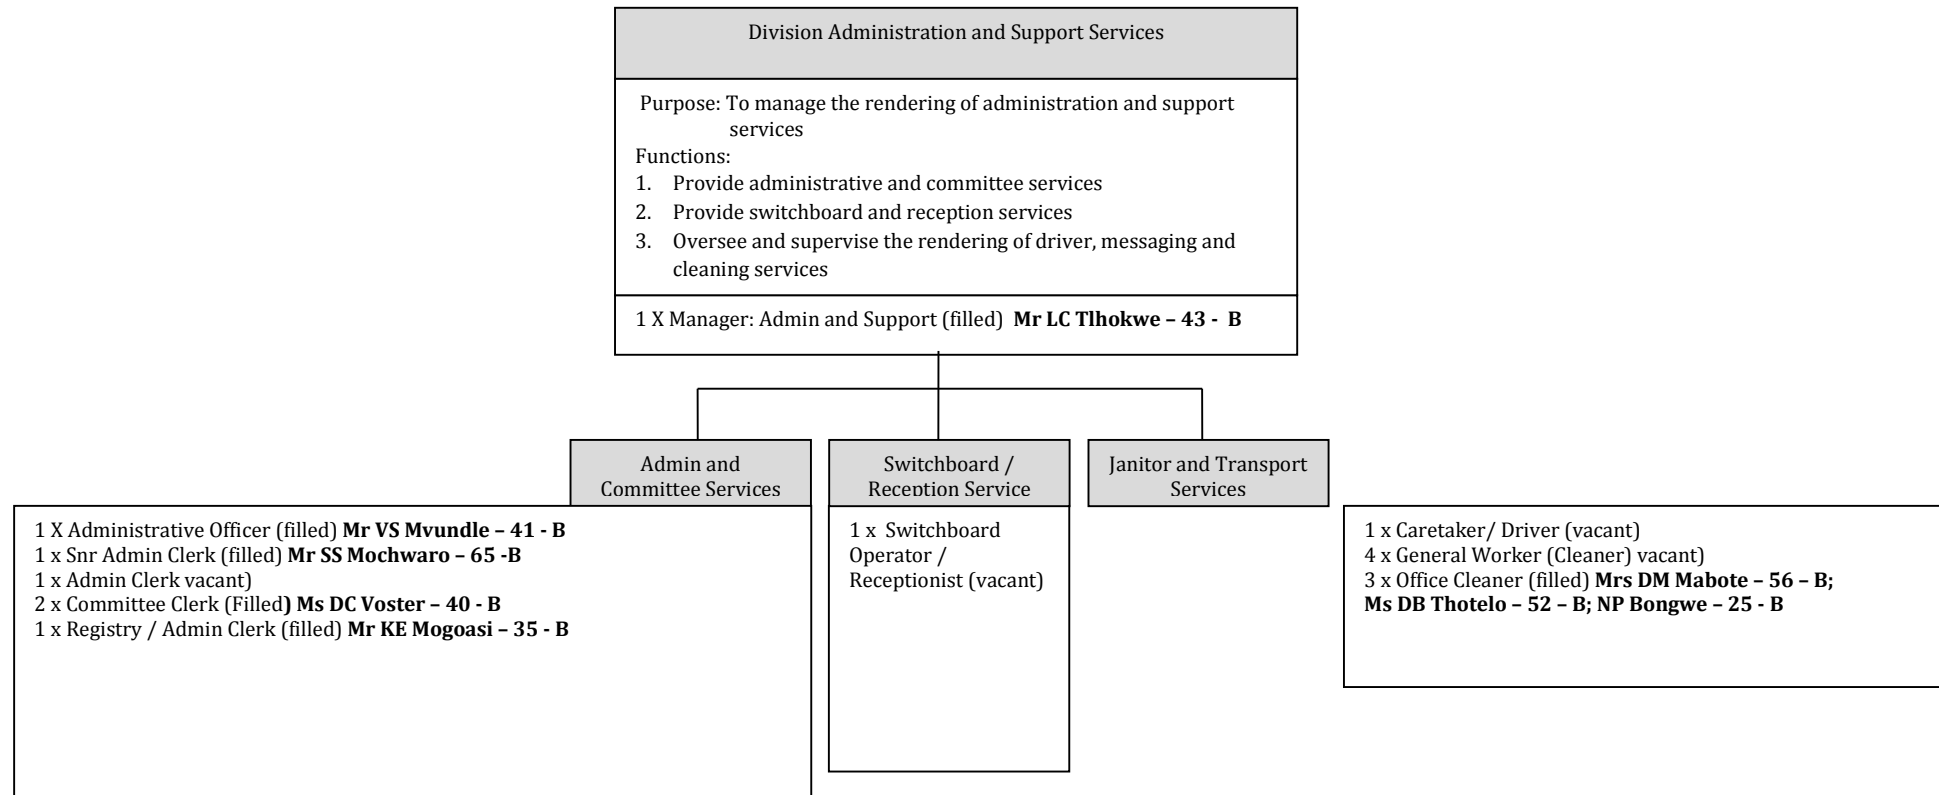 Division Administration and Support Services
Purpose: To manage the rendering of administration and support
services
Functions:
1. Provide administrative and committee services
2. Provide switchboard and reception services
3. Oversee and supervise the rendering of driver, messaging and
cleaning services
1 X Manager: Admin and Support (filled) Mr LC Tlhokwe – 43 - B
Admin and
Committee Services
1 X Administrative Officer (filled) Mr VS Mvundle – 41 - B
1 x Snr Admin Clerk (filled) Mr SS Mochwaro – 65 -B
1 x Admin Clerk vacant)
2 x Committee Clerk (Filled) Ms DC Voster – 40 - B
1 x Registry / Admin Clerk (filled) Mr KE Mogoasi – 35 - B
Switchboard /
Reception Service
1 x Switchboard
Operator /
Receptionist (vacant)
Janitor and Transport
Services
1 x Caretaker/ Driver (vacant)
4 x General Worker (Cleaner) vacant)
3 x Office Cleaner (filled) Mrs DM Mabote – 56 – B;
Ms DB Thotelo – 52 – B; NP Bongwe – 25 - B